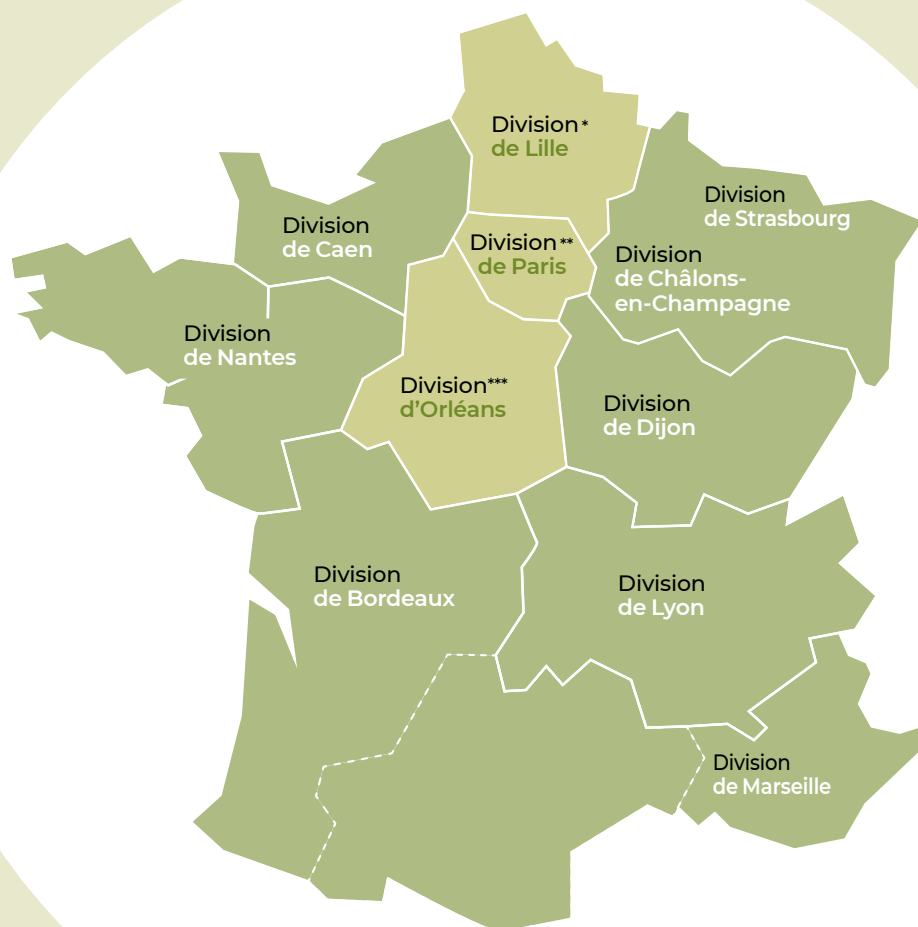 Division*
de Lille
Division
de Strasbourg
Division
de Caen
Division**
de Paris
Division
de Châlons-
en-Champagne
Division
de Nantes
Division***
d’Orléans
Division
de Dijon
Division
de Bordeaux
Division
de Lyon
Division
de Marseille